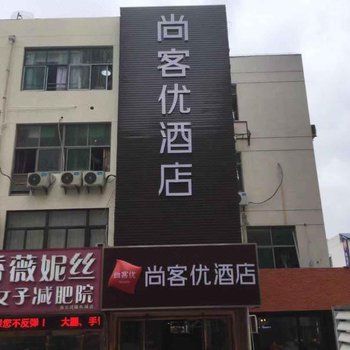 尚客优酒店
尚客优 尚客优酒店
薇妮丝
女子减肥院
您不反弹！ 大腿、手